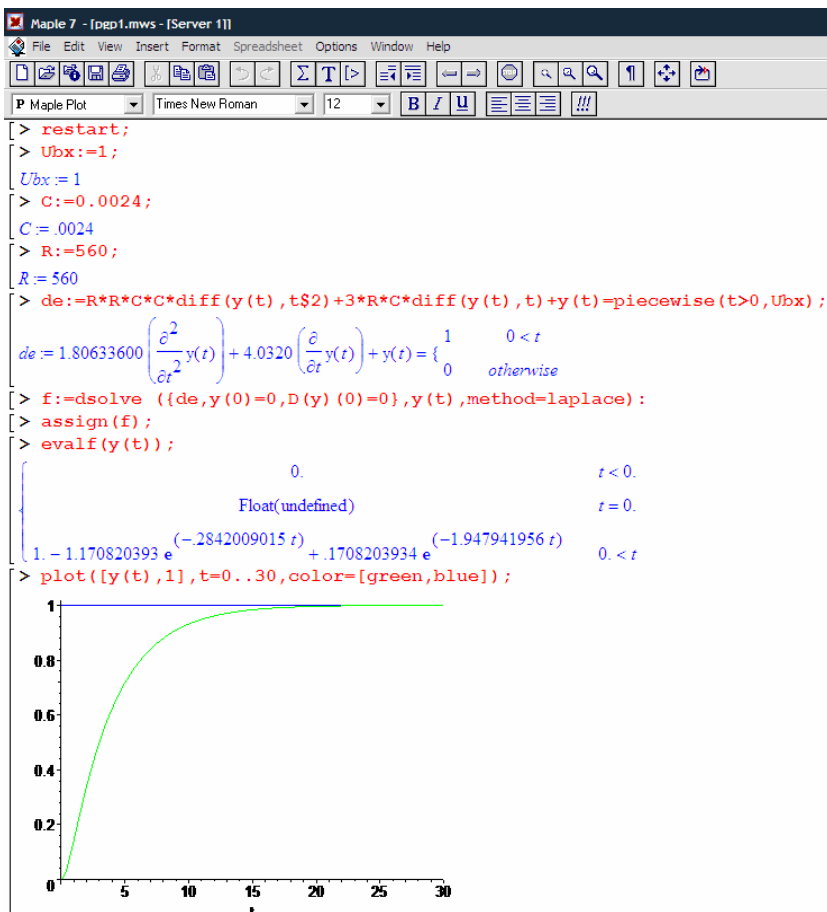 Maple 7 - [pgp1.mws - [Server 1]]
File Edit View Insert Format Spreadsheet Options Window Help
P Maple Plot Times New Roman 12 B I U !!!
> restart;
> Ubx:=1;
Ubx := 1
> C:=0.0024;
C := .0024
> R:=560;
R := 560
> de:=R*R*C*C*diff(y(t),t$2)+3*R*C*diff(y(t),t)+y(t)=piecewise(t>0,Ubx);
de := 1.80633600 (∂²/∂t² y(t)) + 4.0320 (∂/∂t y(t)) + y(t) = { 1 0 < t
0 otherwise
> f:=dsolve ({de,y(0)=0,D(y)(0)=0},y(t),method=laplace):
> assign(f);
> evalf(y(t));
0. t < 0.
Float(undefined) t = 0.
1. - 1.170820393 e^(-.2842009015 t) + .1708203934 e^(-1.947941956 t) 0. < t
> plot([y(t),1],t=0..30,color=[green,blue]);
1
0.8
0.6
0.4
0.2
0 5 10 15 20 25 30